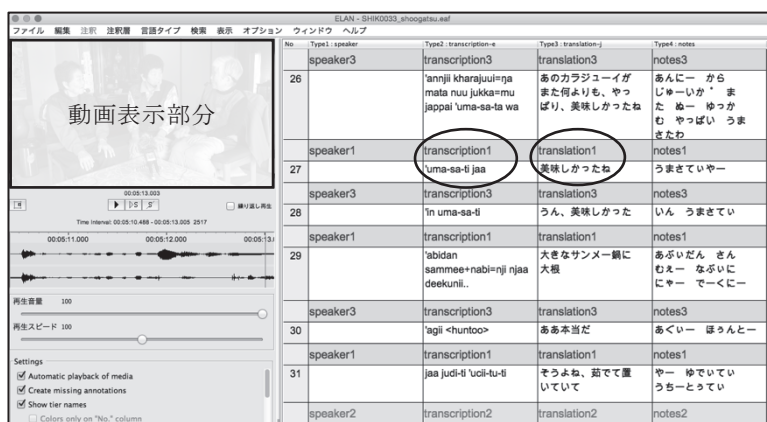 ELAN - SHIK0033_shoogatsu.eaf
ファイル 編集 注釈 注釈層 言語タイプ 検索 表示 オプション ウィンドウ ヘルプ
動画表示部分
00:05:13.003
繰り返し再生
Time Interval: 00:05:10.488 - 00:05:13.005 2517
00:05:11.000 00:05:12.000 00:05:13.
再生音量 100
再生スピード 100
Settings
Automatic playback of media
Create missing annotations
Show tier names
Colors only on "No." column
No Type1 : speaker Type2 : transcription-e Type3 : translation-j Type4 : notes
speaker3 transcription3 translation3 notes3
26
'annjii kharajuui=ŋa
mata nuu jukka=mu
jappai 'uma-sa-ta wa
あのカラジューイが
また何よりも、やっ
ぱり、美味しかったね
あんにー から
じゅーいか゜ ま
た ぬー ゆっか
む やっぱい うま
さたわ
speaker1 transcription1 translation1 notes1
27 'uma-sa-ti jaa 美味しかったね うまさてぃやー
speaker3 transcription3 translation3 notes3
28 'in uma-sa-ti うん、美味しかった いん うまさてぃ
speaker1 transcription1 translation1 notes1
29
'abidan
sammee+nabi=nji njaa
deekunii..
大きなサンメー鍋に
大根
あぶぃだん さん
むぇー なぶぃに
にゃー でーくにー
speaker3 transcription3 translation3 notes3
30 'agii <huntoo> ああ本当だ あぐぃー ほぅんとー
speaker1 transcription1 translation1 notes1
31
jaa judi-ti 'ucii-tu-ti
そうよね、茹でて置
いていて
やー ゆでぃてぃ
うちーとぅてぃ
speaker2 transcription2 translation2 notes2